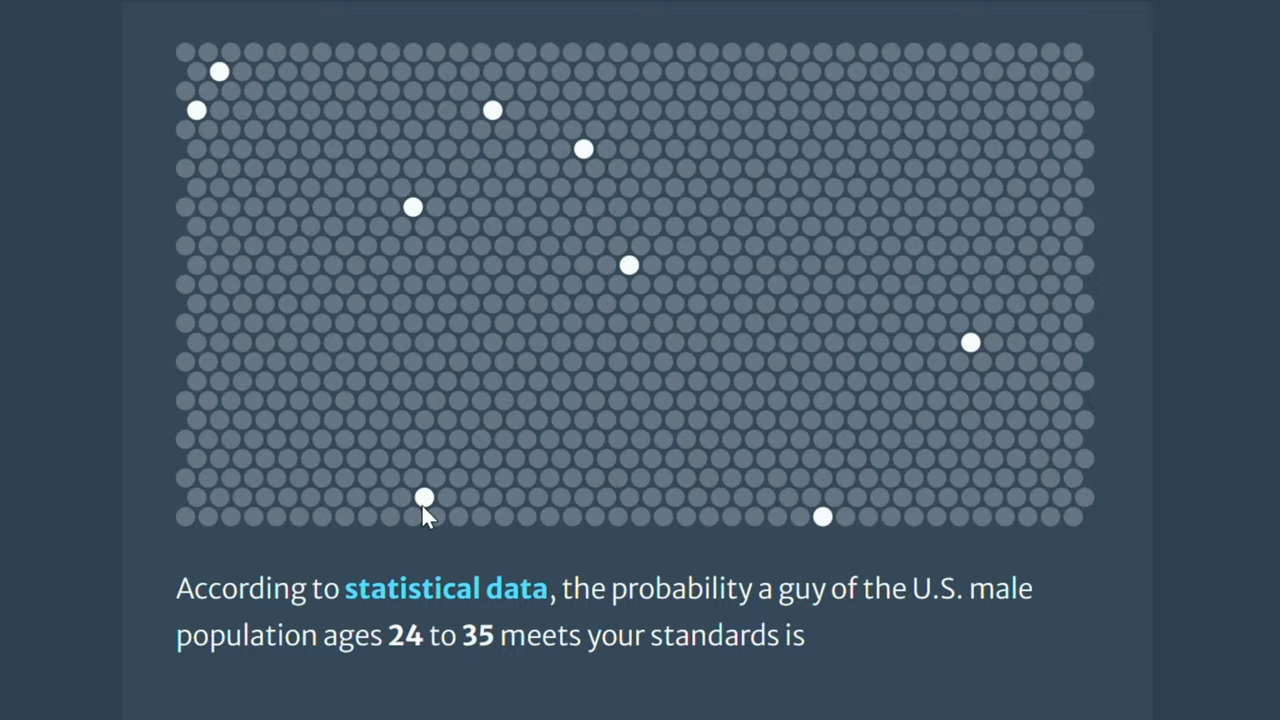 According to statistical data, the probability a guy of the U.S. male
population ages 24 to 35 meets your standards is